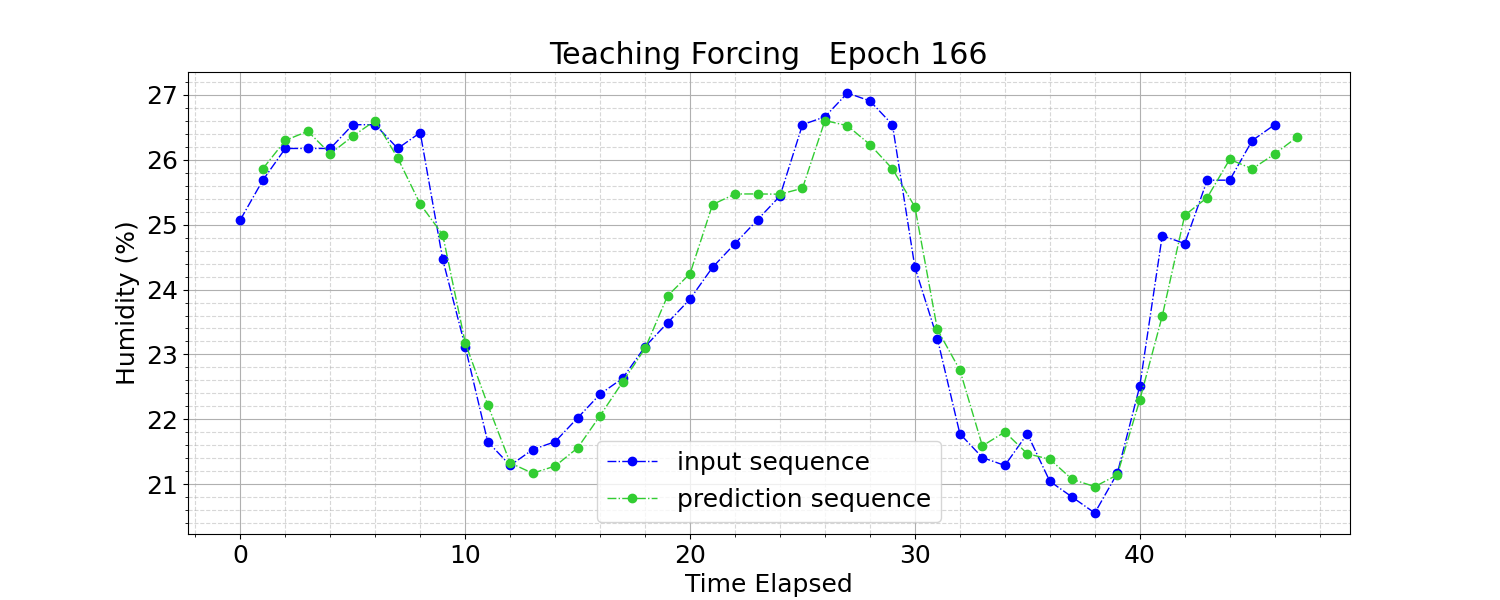 Teaching Forcing   Epoch 166
27
26
25
24
23
22
21
Humidity (%)
input sequence
prediction sequence
0 10 20 30 40
Time Elapsed